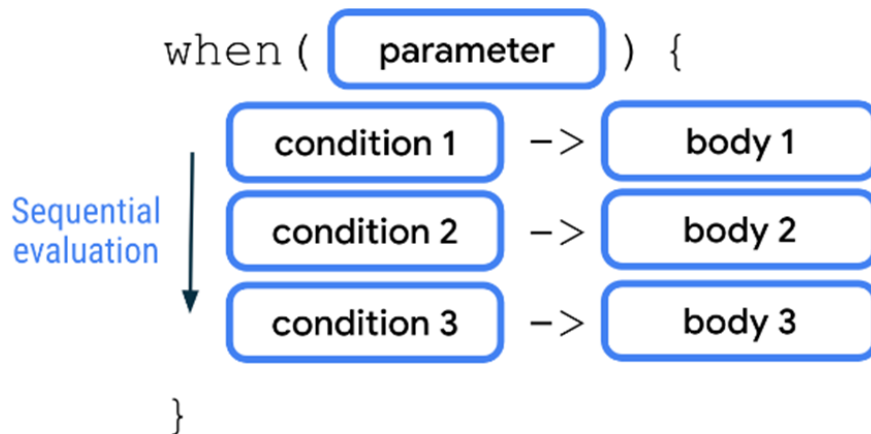 when ( parameter ) {
condition 1 -> body 1
Sequential
evaluation
condition 2 -> body 2
condition 3 -> body 3
}